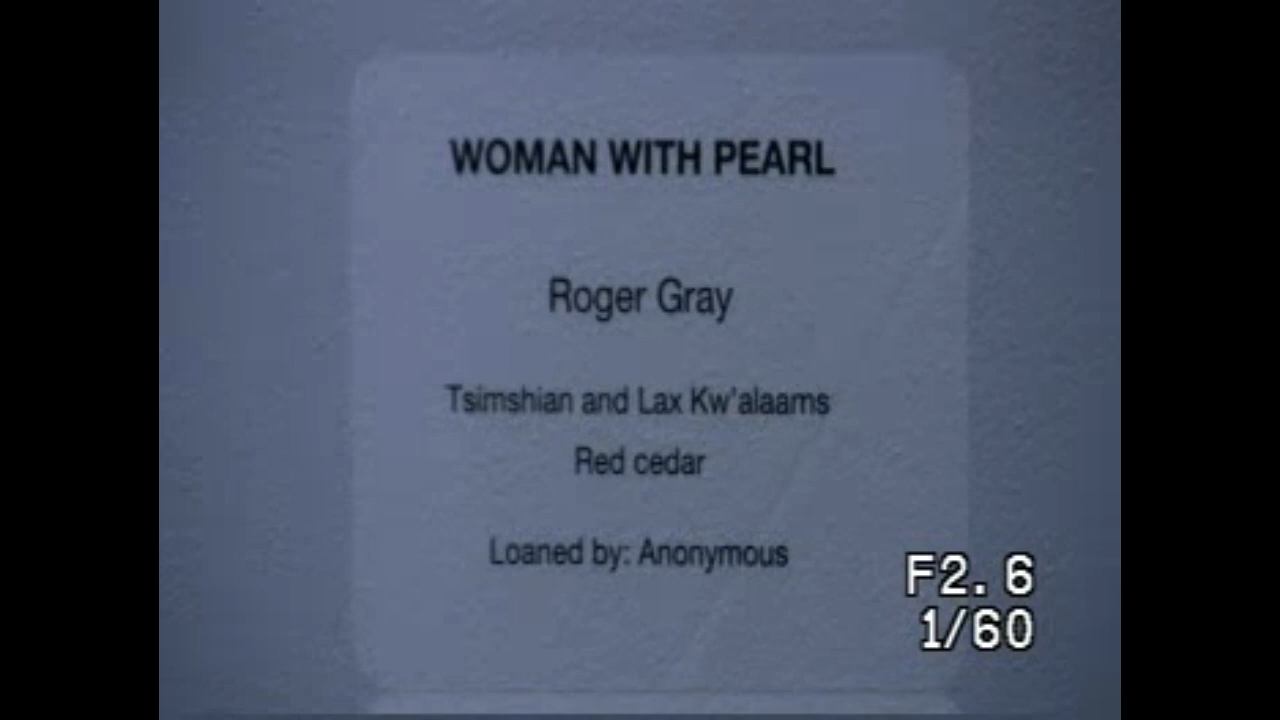 WOMAN WITH PEARL
Roger Gray
Tsimshian and Lax Kw'alaams
Red cedar
Loaned by: Anonymous
F2.6
1/60